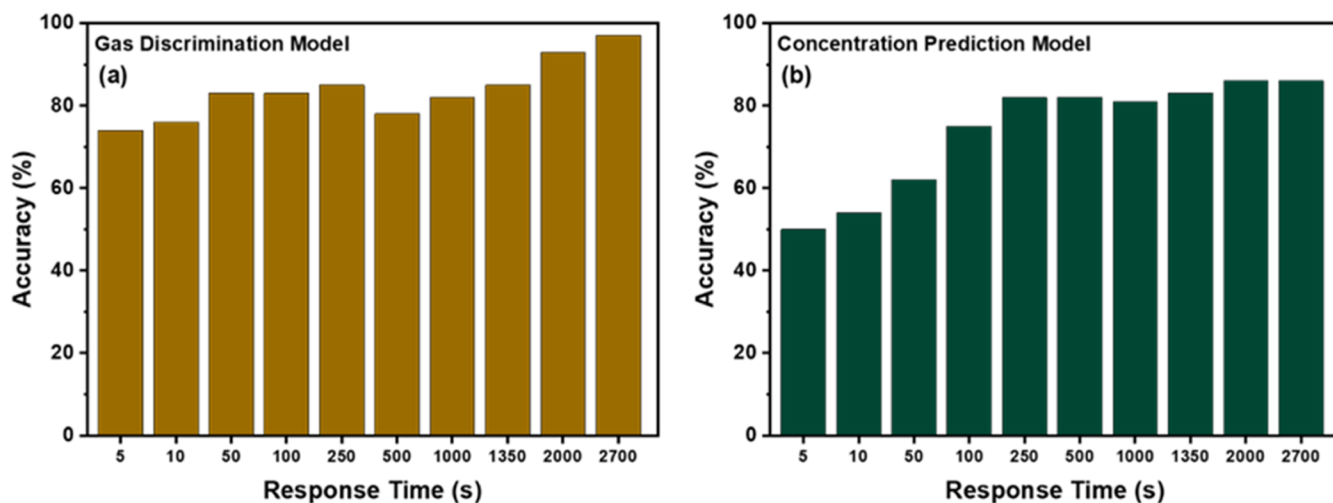 Gas Discrimination Model
(a)
100
80
60
40
20
0
Accuracy (%)
5 10 50 100 250 500 1000 1350 2000 2700
Response Time (s)
Concentration Prediction Model
(b)
100
80
60
40
20
0
Accuracy (%)
5 10 50 100 250 500 1000 1350 2000 2700
Response Time (s)